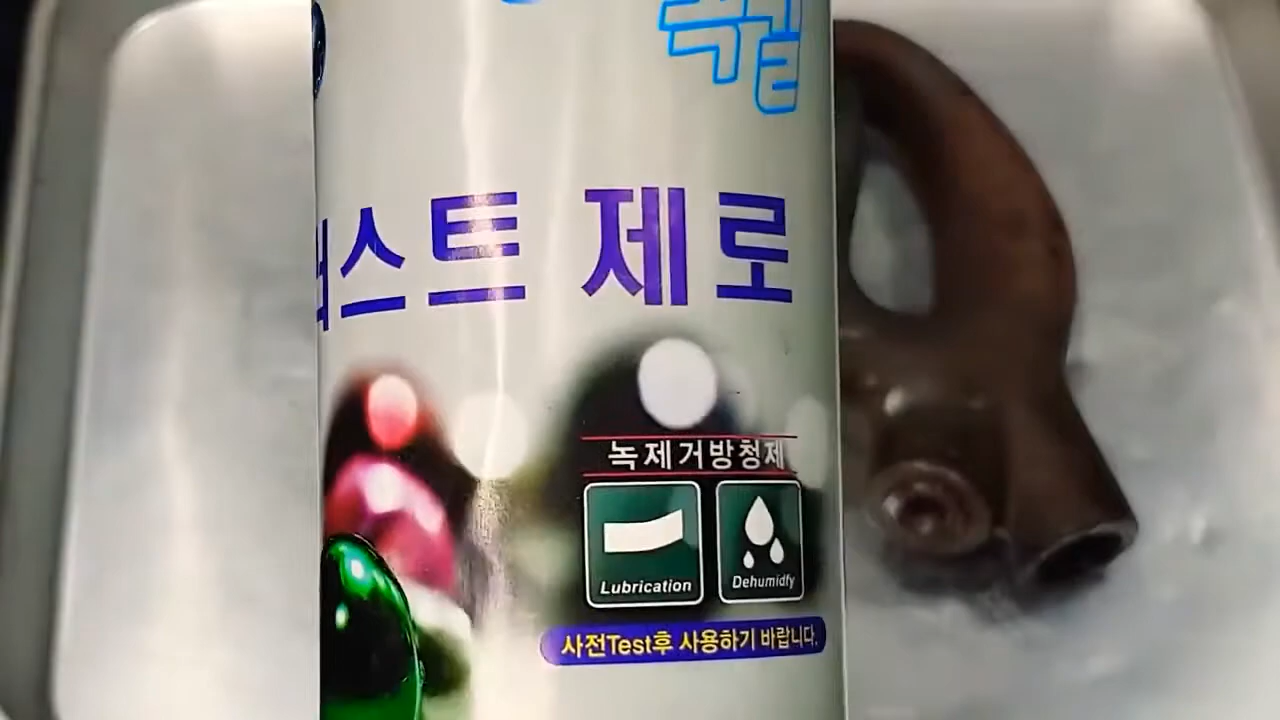 스트 제로
녹제거방청제
Lubrication
Dehumidfy
사전Test후 사용하기 바랍니다.